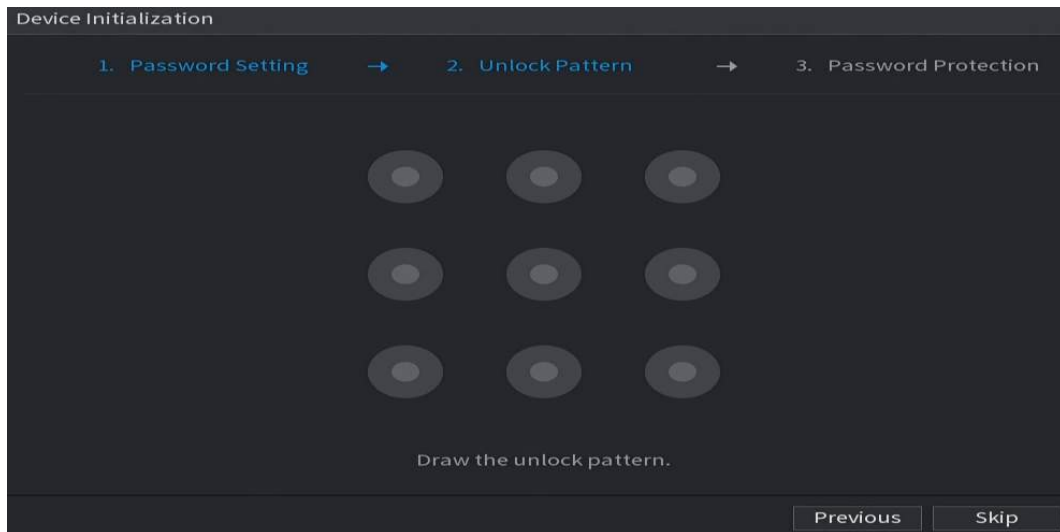 Device Initialization
1. Password Setting → 2. Unlock Pattern → 3. Password Protection
Draw the unlock pattern.
Previous Skip